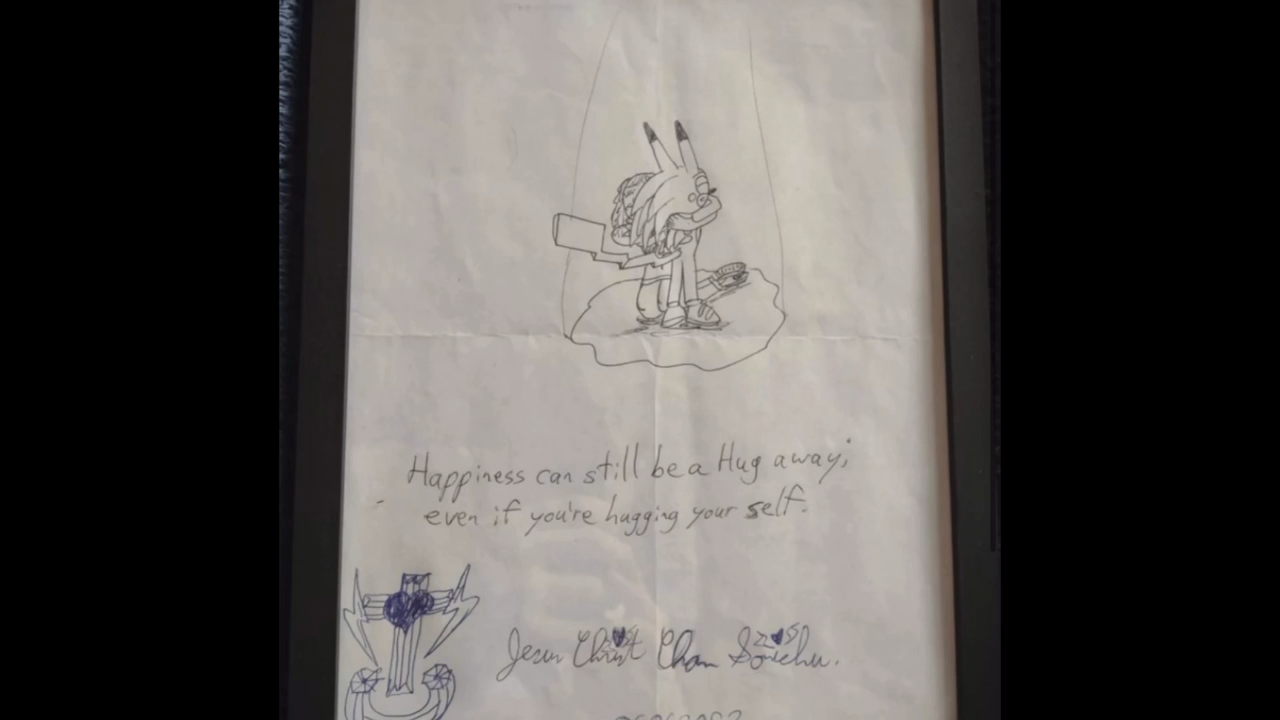 Happiness can still be a Hug away;
even if you're hugging your self.
Jesus Christ Chan Sonichu.